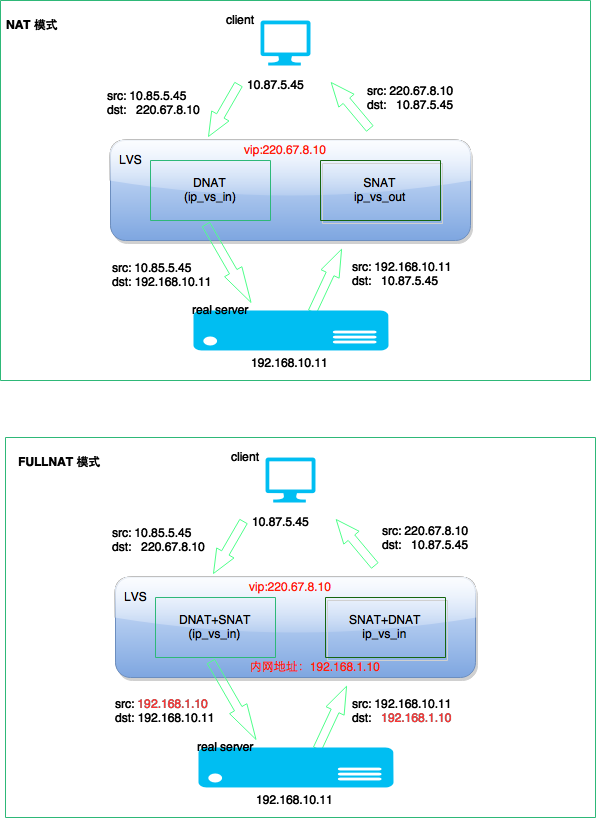 NAT 模式
client
10.87.5.45
src: 10.85.5.45
dst: 220.67.8.10
src: 220.67.8.10
dst: 10.87.5.45
vip:220.67.8.10
LVS
DNAT
(ip_vs_in)
SNAT
ip_vs_out
src: 10.85.5.45
dst: 192.168.10.11
src: 192.168.10.11
dst: 10.87.5.45
real server
192.168.10.11
FULLNAT 模式
client
10.87.5.45
src: 10.85.5.45
dst: 220.67.8.10
src: 220.67.8.10
dst: 10.87.5.45
vip:220.67.8.10
LVS
DNAT+SNAT
(ip_vs_in)
SNAT+DNAT
ip_vs_in
内网地址：192.168.1.10
src: 192.168.1.10
dst: 192.168.10.11
src: 192.168.10.11
dst: 192.168.1.10
real server
192.168.10.11